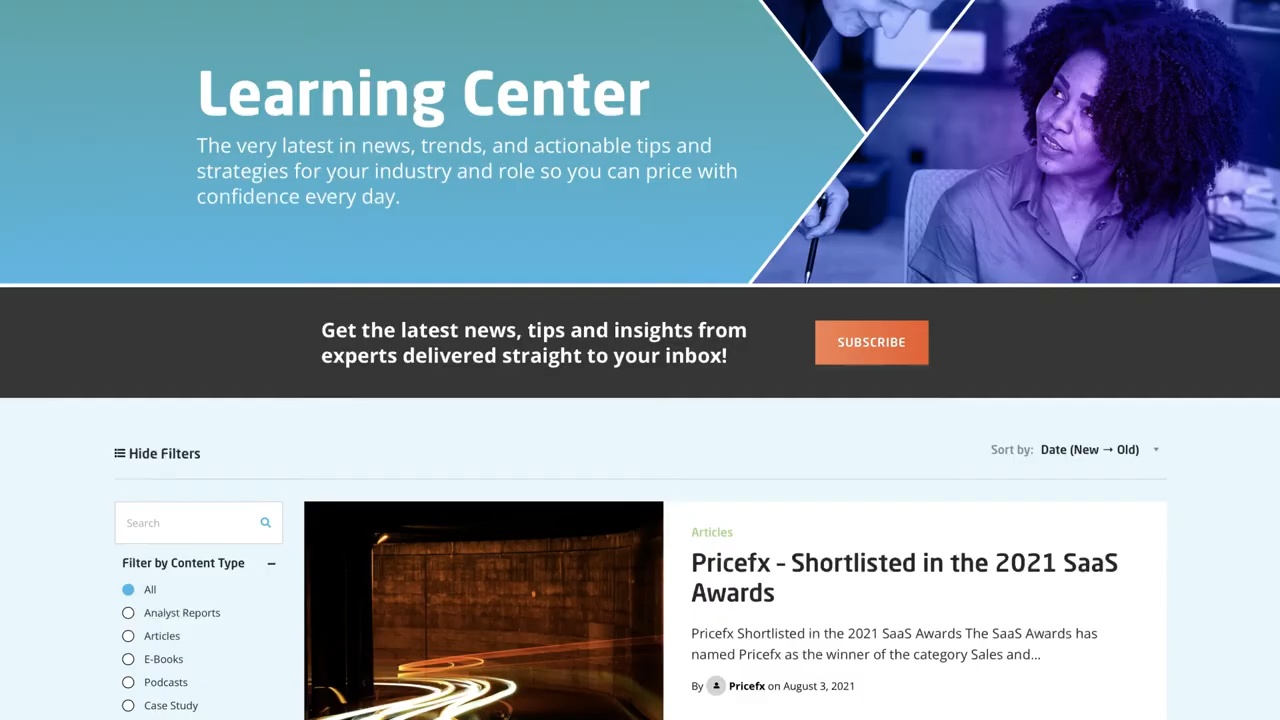 Learning Center
The very latest in news, trends, and actionable tips and
strategies for your industry and role so you can price with
confidence every day.
Get the latest news, tips and insights from
experts delivered straight to your inbox!
SUBSCRIBE
Hide Filters
Sort by: Date (New → Old)
Search
Filter by Content Type
All
Analyst Reports
Articles
E-Books
Podcasts
Case Study
Articles
Pricefx – Shortlisted in the 2021 SaaS
Awards
Pricefx Shortlisted in the 2021 SaaS Awards The SaaS Awards has
named Pricefx as the winner of the category Sales and...
By Pricefx on August 3, 2021